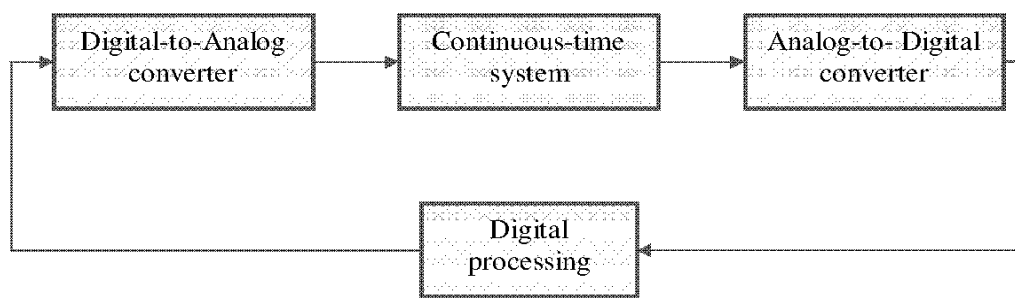 Digital-to-Analog
converter
Continuous-time
system
Analog-to- Digital
converter
Digital
processing